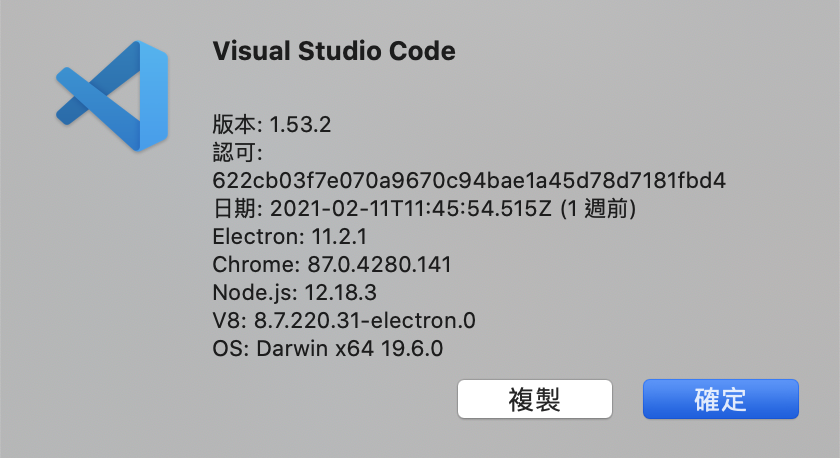 Visual Studio Code
版本: 1.53.2
認可:
622cb03f7e070a9670c94bae1a45d78d7181fbd4
日期: 2021-02-11T11:45:54.515Z (1 週前)
Electron: 11.2.1
Chrome: 87.0.4280.141
Node.js: 12.18.3
V8: 8.7.220.31-electron.0
OS: Darwin x64 19.6.0
複製 確定